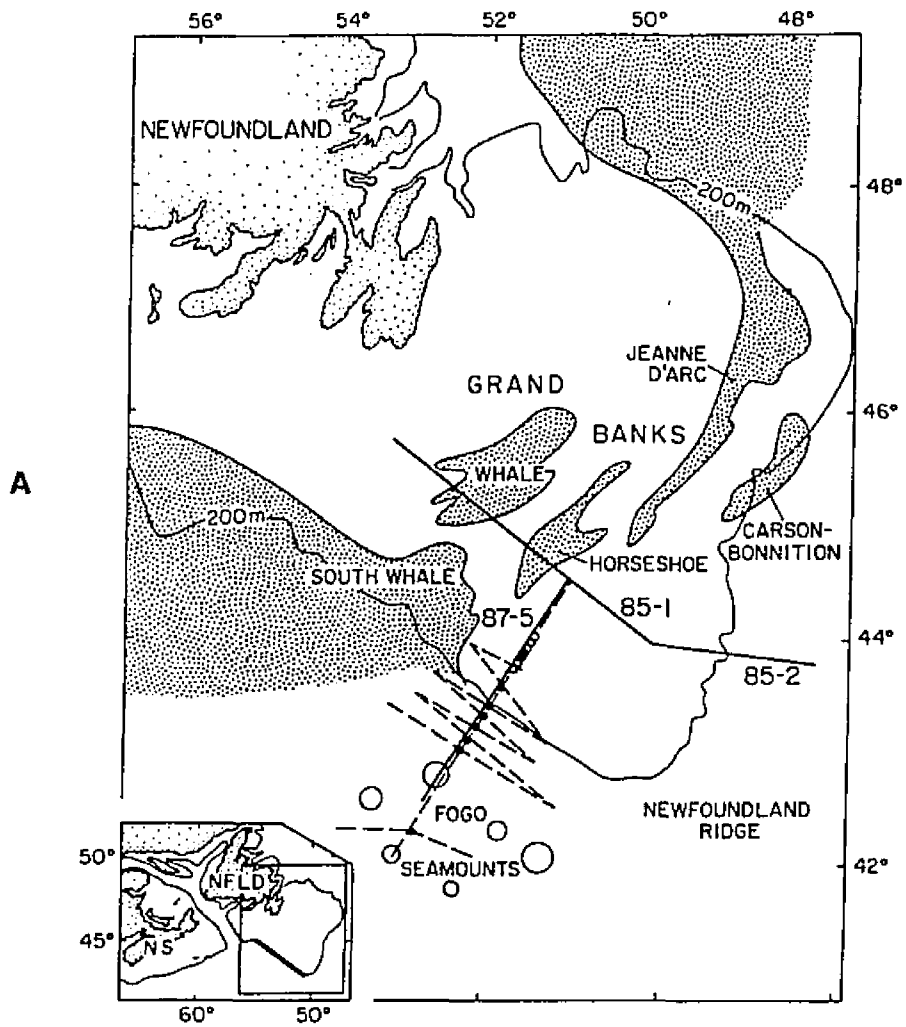 56° 54° 52° 50° 48°
NEWFOUNDLAND
200m
48°
JEANNE
D'ARC
GRAND
46°
BANKS
WHALE
A
CARSON-
BONNITION
200m
HORSESHOE
SOUTH WHALE
87-5
85-1
44°
85-2
NEWFOUNDLAND
RIDGE
FOGO
SEAMOUNTS
42°
50°
NFLD
45°
NS
60° 50°